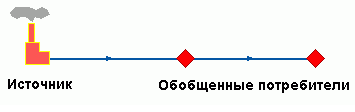 Источник
Обобщенные потребители